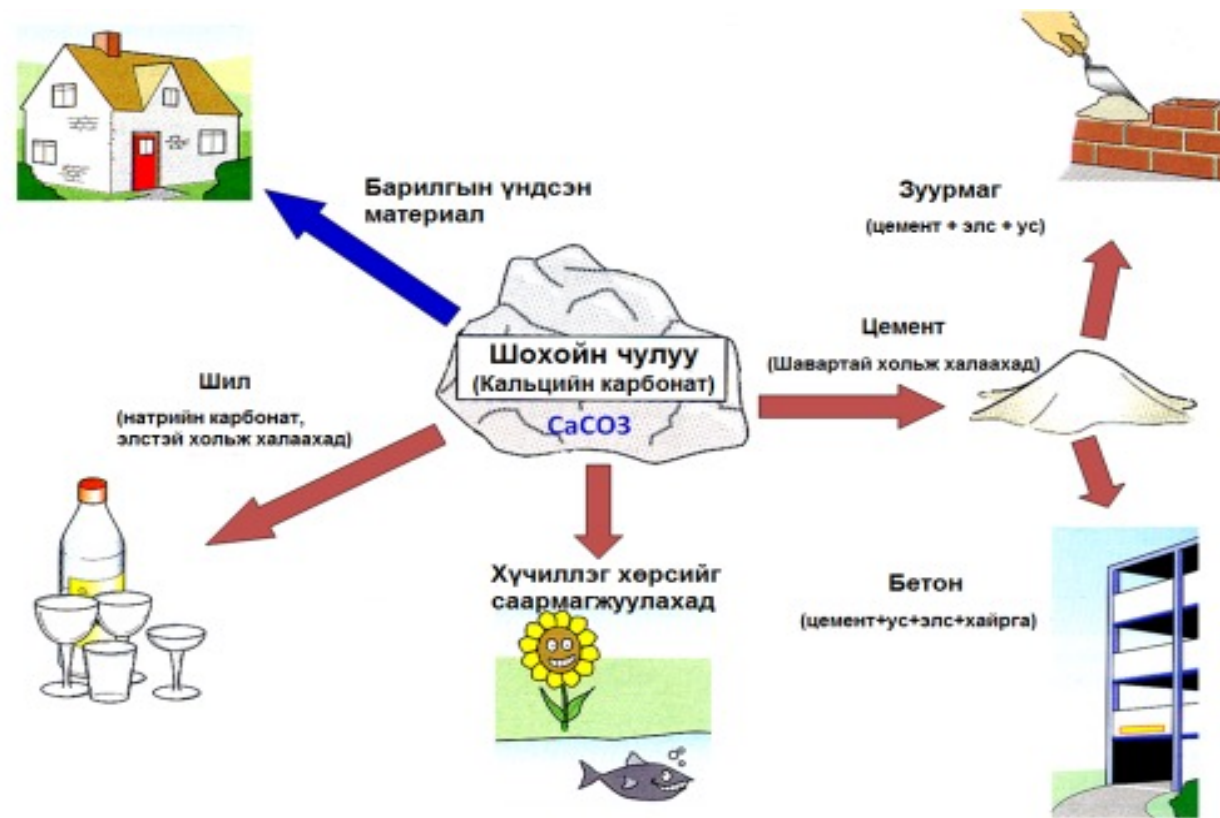 Барилгын үндсэн
материал
Зуурмаг
(цемент + элс + ус)
Цемент
(Шавартай хольж халаахад)
Шохойн чулуу
(Кальцийн карбонат)
CaCO3
Шил
(натрийн карбонат,
элстэй хольж халаахад)
Хүчиллэг хөрсийг
саармагжуулахад
Бетон
(цемент+ус+элс+хайрга)